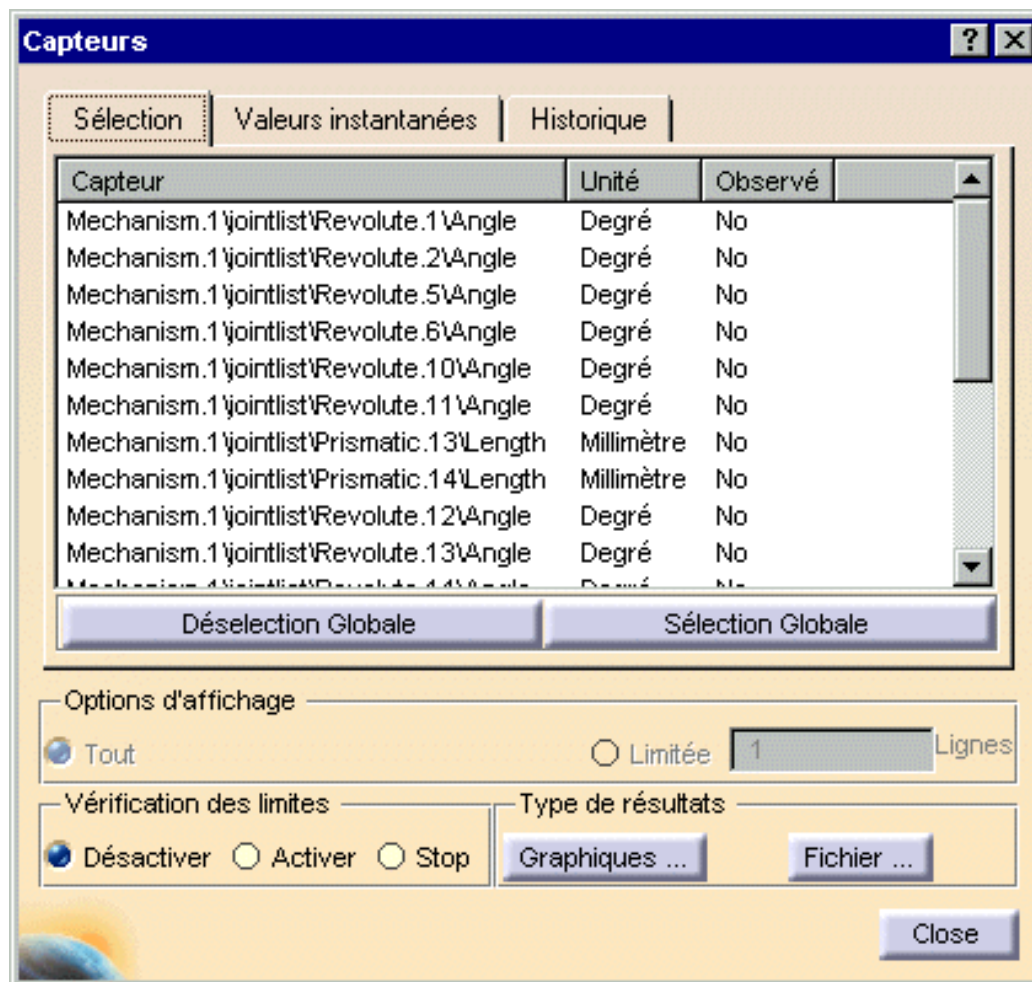 Capteurs
Sélection Valeurs instantanées Historique
Capteur Unité Observé
Mechanism.1\jointlist\Revolute.1\Angle Degré No
Mechanism.1\jointlist\Revolute.2\Angle Degré No
Mechanism.1\jointlist\Revolute.5\Angle Degré No
Mechanism.1\jointlist\Revolute.6\Angle Degré No
Mechanism.1\jointlist\Revolute.10\Angle Degré No
Mechanism.1\jointlist\Revolute.11\Angle Degré No
Mechanism.1\jointlist\Prismatic.13\Length Millimètre No
Mechanism.1\jointlist\Prismatic.14\Length Millimètre No
Mechanism.1\jointlist\Revolute.12\Angle Degré No
Mechanism.1\jointlist\Revolute.13\Angle Degré No
Déselection Globale Sélection Globale
Options d'affichage
Tout Limitée 1 Lignes
Vérification des limites Type de résultats
Désactiver Activer Stop Graphiques ... Fichier ...
Close